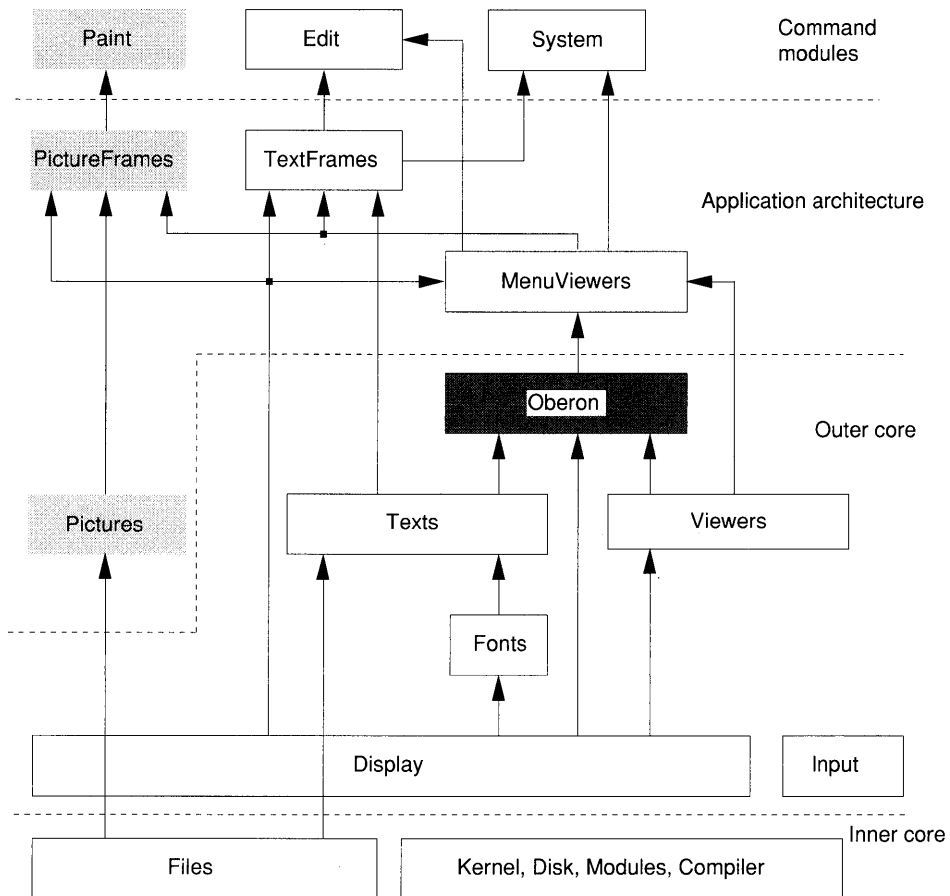 Paint
Edit
System
Command
modules
PictureFrames
TextFrames
Application architecture
MenuViewers
Oberon
Outer core
Pictures
Texts
Viewers
Fonts
Display
Input
Inner core
Files
Kernel, Disk, Modules, Compiler